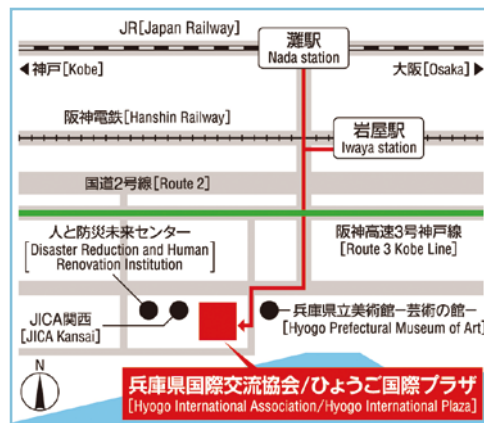 JR[Japan Railway]
灘駅
Nada station
◀神戸[Kobe]
大阪[Osaka]▶
阪神電鉄[Hanshin Railway]
岩屋駅
Iwaya station
国道2号線[Route 2]
人と防災未来センター
[Disaster Reduction and Human
Renovation Institution]
阪神高速3号神戸線
[Route 3 Kobe Line]
JICA関西
[JICA Kansai]
兵庫県立美術館ー芸術の館ー
[Hyogo Prefectural Museum of Art]
N
兵庫県国際交流協会/ひょうご国際プラザ
[Hyogo International Association/Hyogo International Plaza]